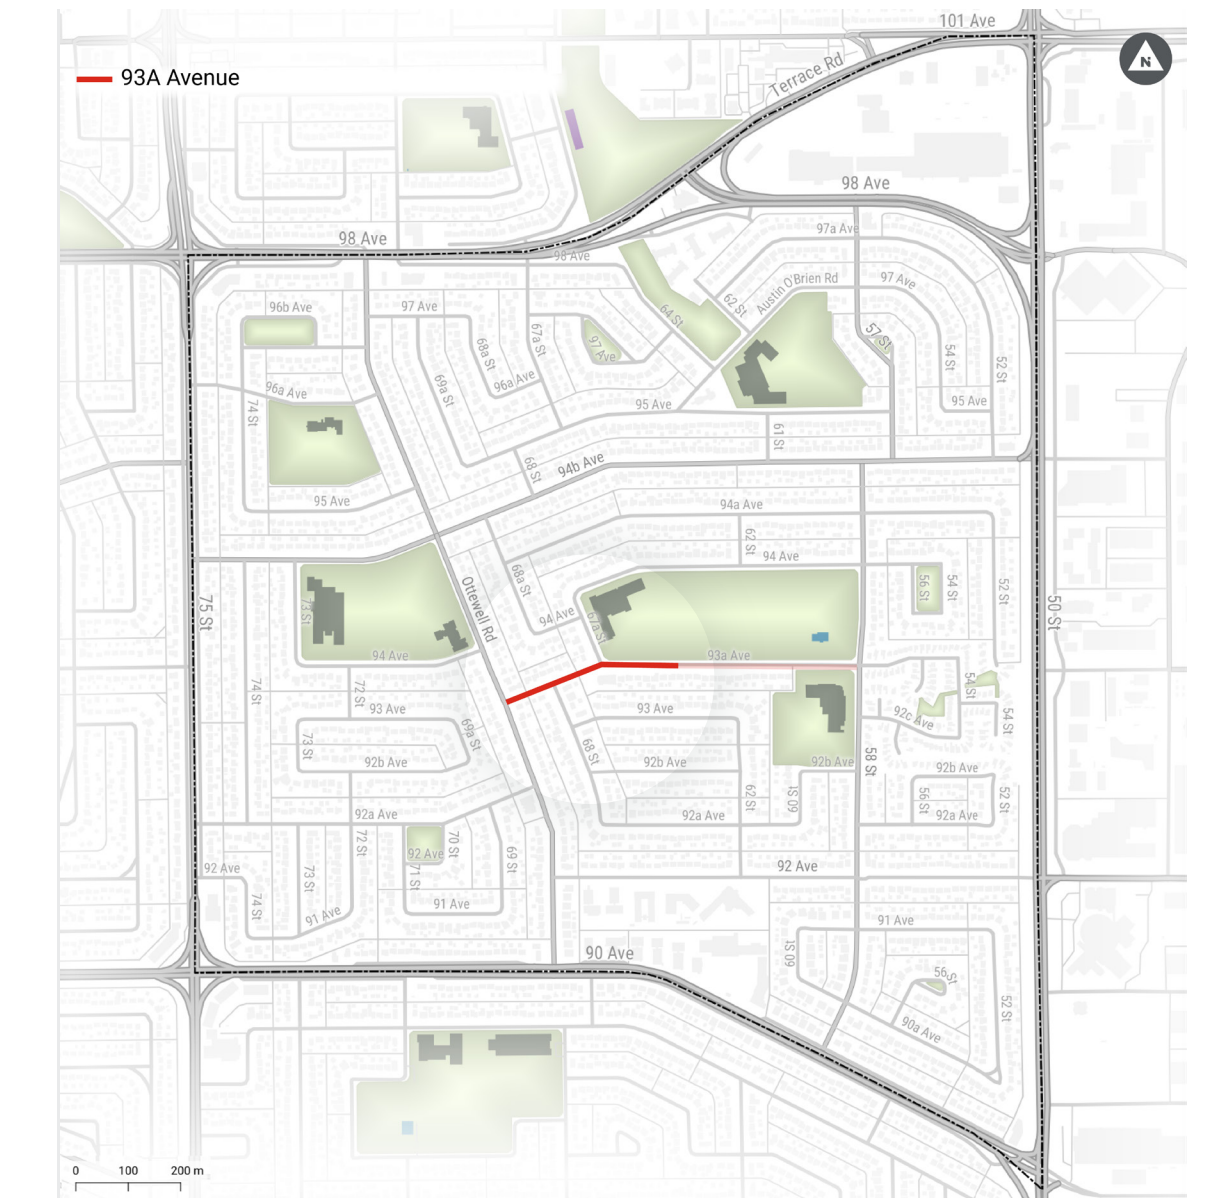 101 Ave
N
93A Avenue
Terrace Rd
98 Ave
98 Ave
97a Ave
98 Ave
Austin O'Brien Rd
97 Ave
96b Ave
97 Ave
62 St
64 St
67a St
68a St
97 Ave
57 St
54 St
52 St
96a Ave
96a Ave
69a St
95 Ave
95 Ave
74 St
61 St
94b Ave
68 St
95 Ave
94a Ave
62 St
94 Ave
68a St
56 St
54 St
52 St
75 St
73 St
Ottewell Rd
94 Ave
67a St
50 St
94 Ave
93a Ave
74 St
72 St
54 St
93 Ave
93 Ave
92c Ave
54 St
69a St
73 St
68 St
92b Ave
92b Ave
92b Ave
58 St
92b Ave
62 St
60 St
56 St
52 St
92a Ave
92a Ave
92a Ave
72 St
70 St
92 Ave
69 St
92 Ave
92 Ave
73 St
71 St
74 St
91 Ave
91 Ave
91 Ave
90 Ave
60 St
56 St
52 St
90a Ave
0 100 200 m